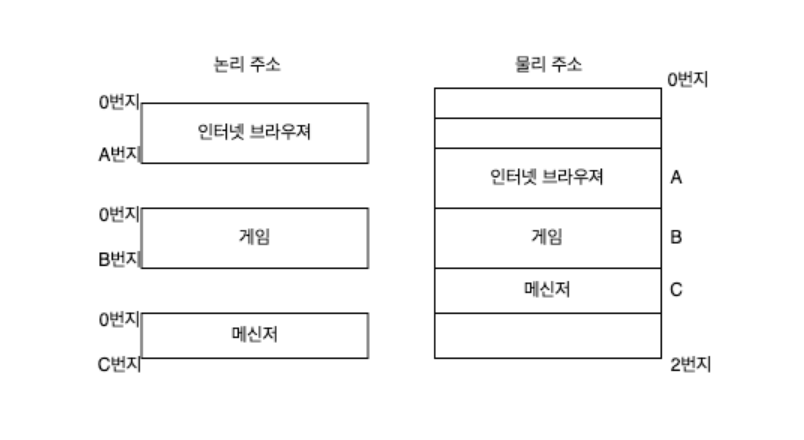 논리 주소
0번지
인터넷 브라우져
A번지
0번지
게임
B번지
0번지
메신저
C번지
물리 주소
0번지
인터넷 브라우져
A
게임
B
메신저
C
2번지